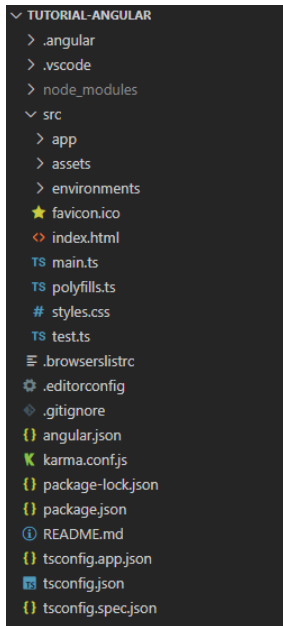 TUTORIAL-ANGULAR
.angular
.vscode
node_modules
src
app
assets
environments
favicon.ico
index.html
TS main.ts
TS polyfills.ts
# styles.css
TS test.ts
.browserslistrc
.editorconfig
.gitignore
{} angular.json
karma.conf.js
{} package-lock.json
{} package.json
README.md
{} tsconfig.app.json
TS tsconfig.json
{} tsconfig.spec.json